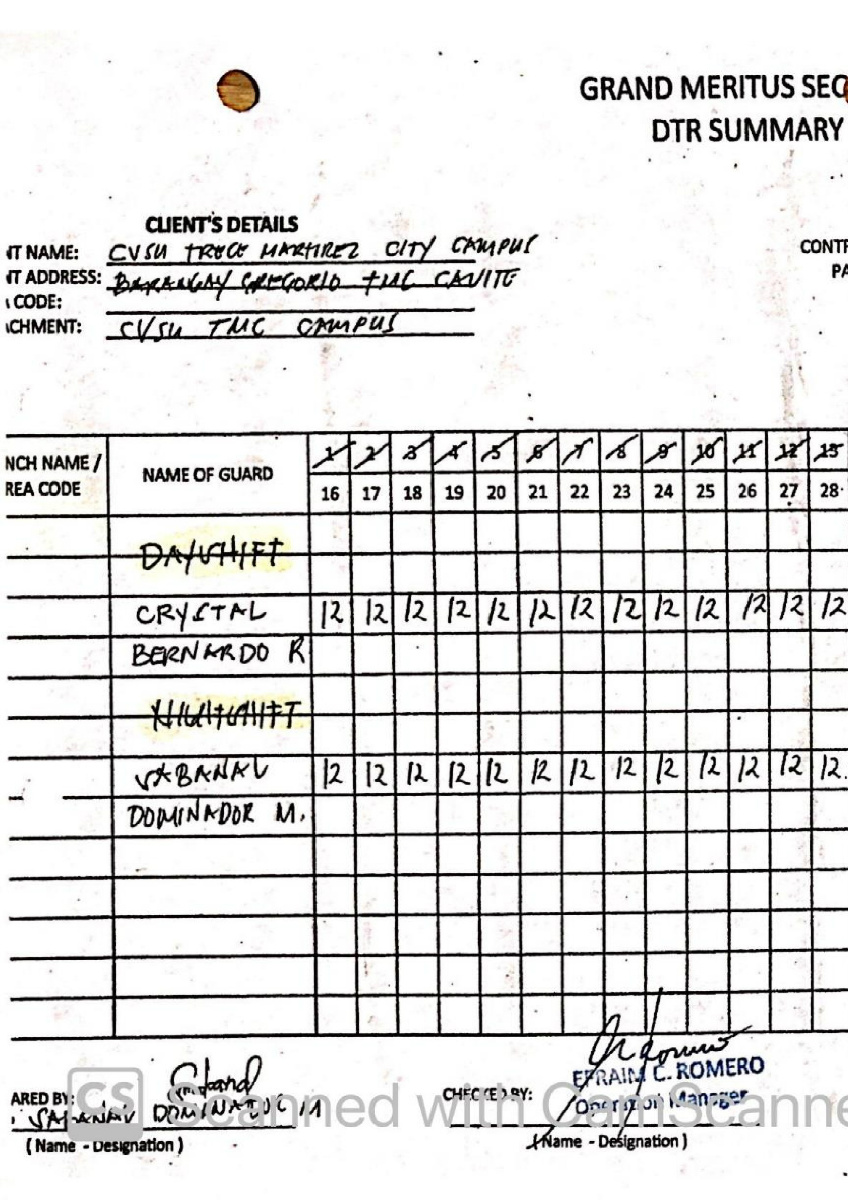 GRAND MERITUS SEC
DTR SUMMARY
CLIENT'S DETAILS
NT NAME: CVSU TRECE MARTIREZ CITY CAMPUS
NT ADDRESS: BARANGAY GREGORIO TMC CAVITE
CODE:
ACHMENT: CVSU TMC CAMPUS
CONTR
PA
NCH NAME /
REA CODE
NAME OF GUARD
1 2 3 4 5 6 7 8 9 10 11 12 13
16 17 18 19 20 21 22 23 24 25 26 27 28
DAYSHIFT
CRYSTAL 12 12 12 12 12 12 12 12 12 12 12 12 12
BERNARDO R
NIGHTSHIFT
SABANAL 12 12 12 12 12 12 12 12 12 12 12 12 12
DOMINADOR M.
ARED BY:
SABANAL DOMINADOR M
( Name - Designation )
CHECKED BY:
EFRAIM C. ROMERO
Operation Manager
(Name - Designation )
CS Scanned with CamScanne